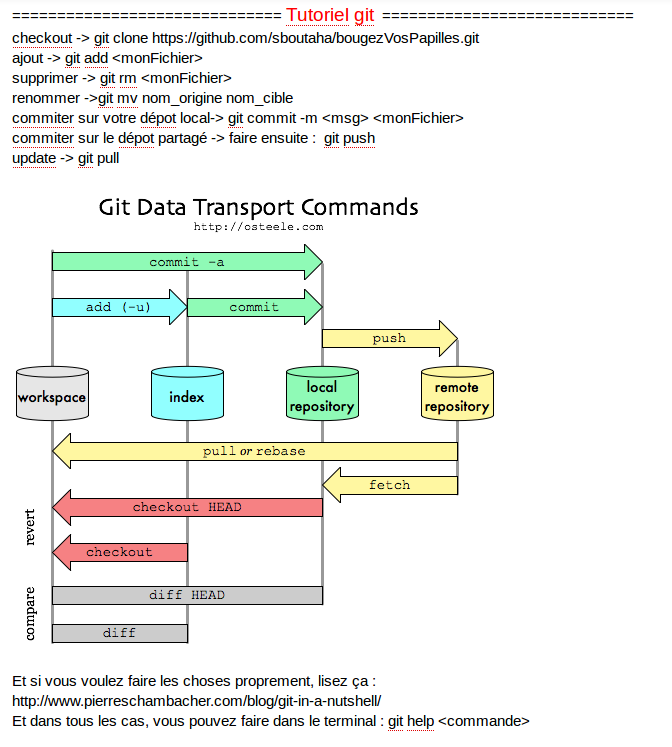 ============================== Tutoriel git ============================
checkout -> git clone https://github.com/sboutaha/bougezVosPapilles.git
ajout -> git add <monFichier>
supprimer -> git rm <monFichier>
renommer ->git mv nom_origine nom_cible
commiter sur votre dépot local-> git commit -m <msg> <monFichier>
commiter sur le dépot partagé -> faire ensuite :  git push
update -> git pull
Git Data Transport Commands
http://osteele.com
commit -a
add (-u) commit
push
workspace index local repository remote repository
pull or rebase
fetch
revert
checkout HEAD
checkout
compare
diff HEAD
diff
Et si vous voulez faire les choses proprement, lisez ça :
http://www.pierreschambacher.com/blog/git-in-a-nutshell/
Et dans tous les cas, vous pouvez faire dans le terminal : git help <commande>